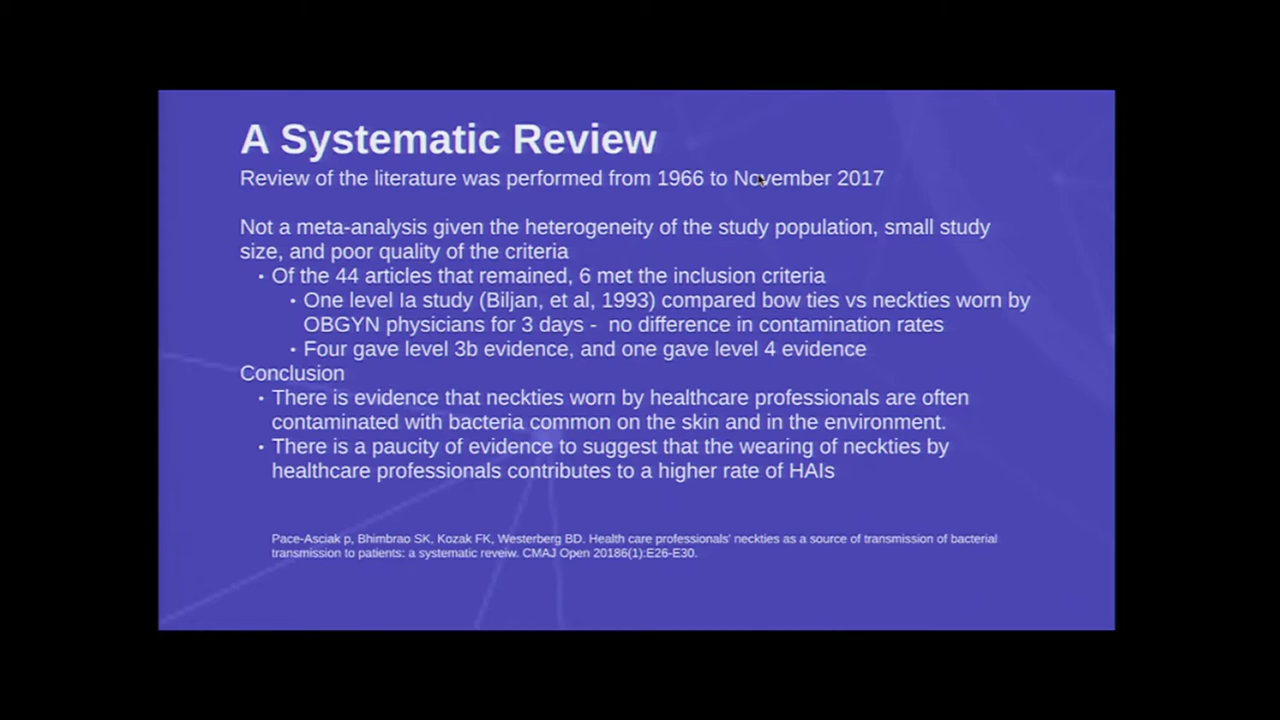 A Systematic Review
Review of the literature was performed from 1966 to November 2017
Not a meta-analysis given the heterogeneity of the study population, small study
size, and poor quality of the criteria
• Of the 44 articles that remained, 6 met the inclusion criteria
• One level Ia study (Biljan, et al, 1993) compared bow ties vs neckties worn by
OBGYN physicians for 3 days -  no difference in contamination rates
• Four gave level 3b evidence, and one gave level 4 evidence
Conclusion
• There is evidence that neckties worn by healthcare professionals are often
contaminated with bacteria common on the skin and in the environment.
• There is a paucity of evidence to suggest that the wearing of neckties by
healthcare professionals contributes to a higher rate of HAIs
Pace-Asciak p, Bhimbrao SK, Kozak FK, Westerberg BD. Health care professionals' neckties as a source of transmission of bacterial
transmission to patients: a systematic reveiw. CMAJ Open 20186(1):E26-E30.